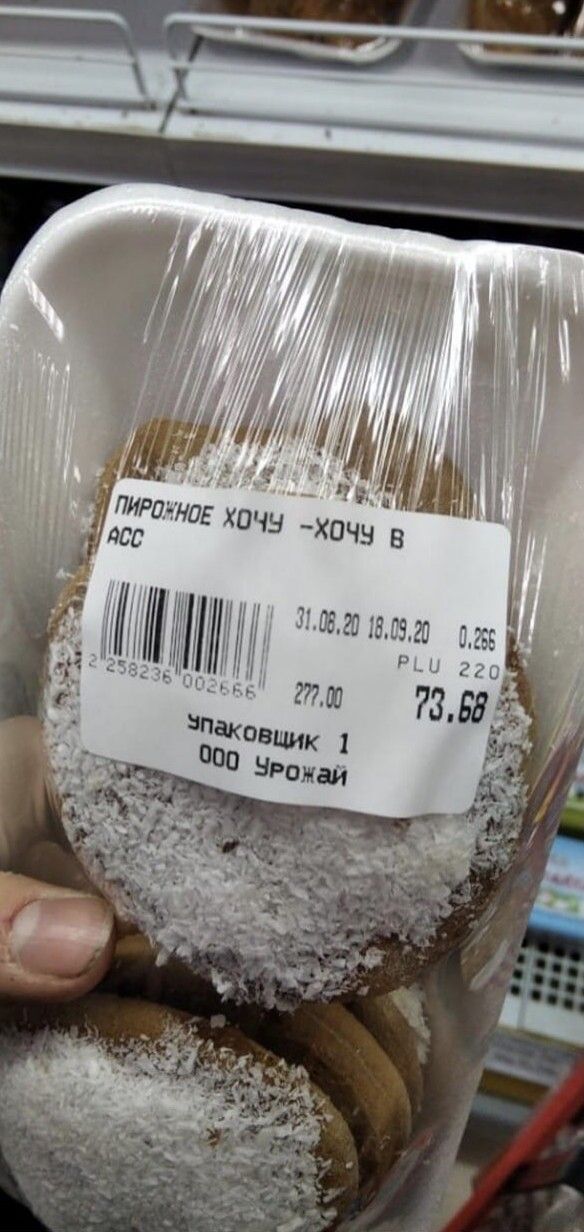 ПИРОЖНОЕ ХОЧУ -ХОЧУ В
АСС
31.08.20 18.09.20 0.266
PLU 220
2 258236 002666
277.00 73.68
Упаковщик 1
ООО Урожай